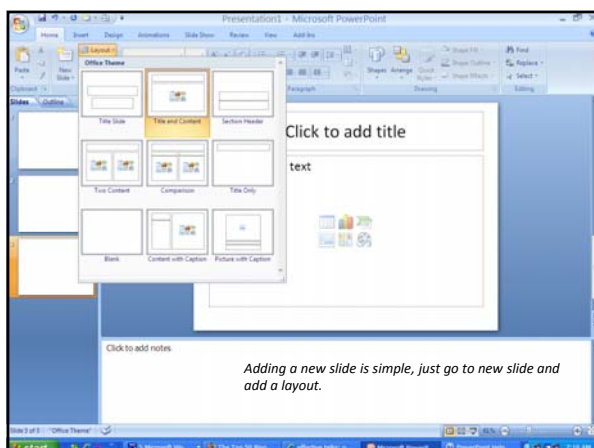 Presentation1 - Microsoft PowerPoint
Home Insert Design Animations Slide Show Review View Add-Ins
Layout
Paste New Slide Shapes Arrange Quick Styles Shape Fill Find
Shape Outline Replace
Shape Effects Select
Clipboard Paragraph Drawing Editing
Office Theme
Slides Outline
Title Slide Title and Content Section Header
Click to add title
text
Two Content Comparison Title Only
Blank Content with Caption Picture with Caption
Click to add notes
Adding a new slide is simple, just go to new slide and
add a layout.
Slide 3 of 3 "Office Theme"
start